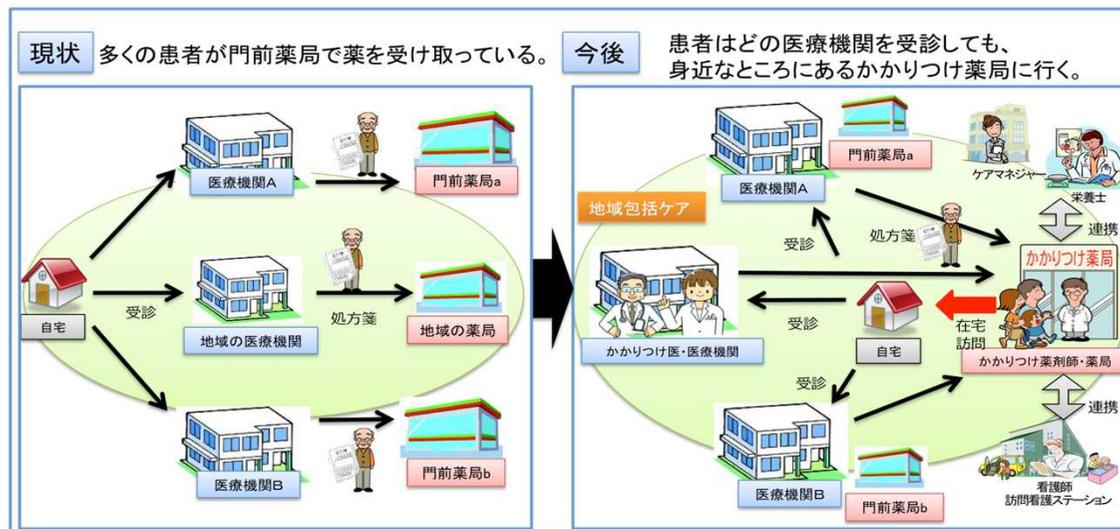 現状
多くの患者が門前薬局で薬を受け取っている。
医療機関A
門前薬局a
自宅
受診
地域の医療機関
処方箋
地域の薬局
医療機関B
門前薬局b
今後
患者はどの医療機関を受診しても、
身近なところにあるかかりつけ薬局に行く。
門前薬局a
医療機関A
ケアマネジャー
栄養士
地域包括ケア
受診
処方箋
連携
かかりつけ薬局
かかりつけ医・医療機関
受診
自宅
在宅
訪問
かかりつけ薬剤師・薬局
受診
連携
医療機関B
門前薬局b
看護師
訪問看護ステーション